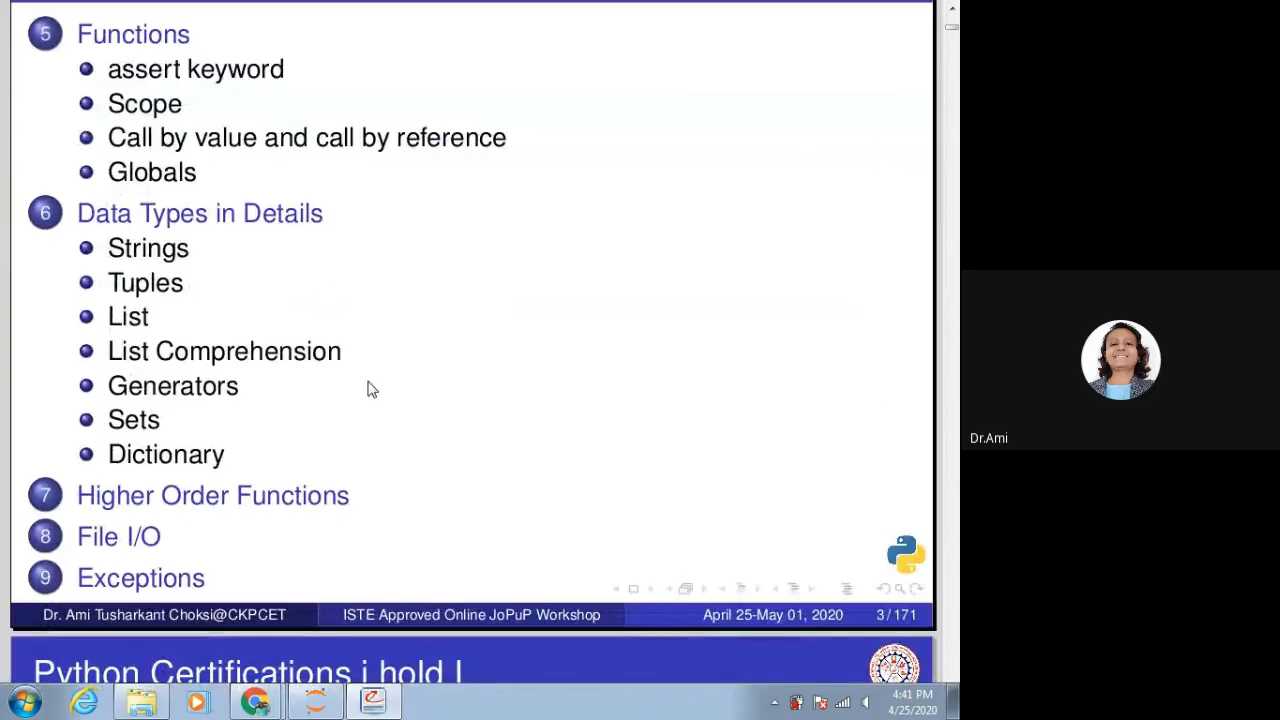 5 Functions
assert keyword
Scope
Call by value and call by reference
Globals
6 Data Types in Details
Strings
Tuples
List
List Comprehension
Generators
Sets
Dictionary
7 Higher Order Functions
8 File I/O
9 Exceptions
Dr. Ami Tusharkant Choksi@CKPCET ISTE Approved Online JoPuP Workshop April 25-May 01, 2020 3 / 171
Python Certifications i hold I
Dr.Ami
4:41 PM
4/25/2020